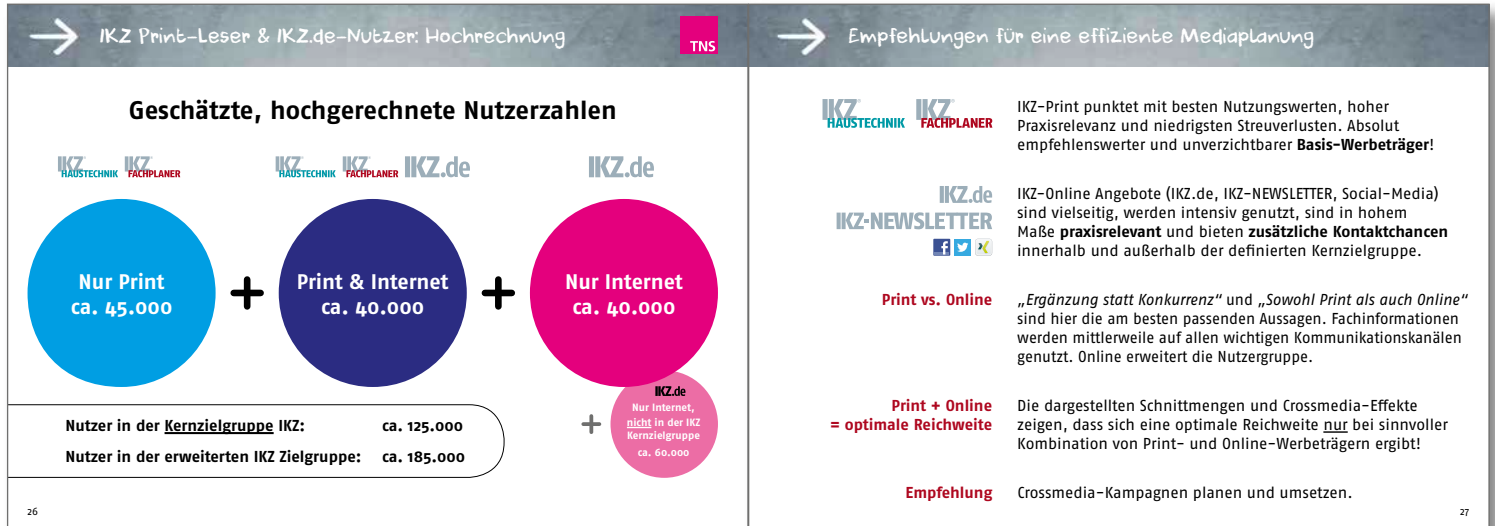 IKZ Print-Leser & IKZ.de-Nutzer: Hochrechnung
TNS
Geschätzte, hochgerechnete Nutzerzahlen
IKZ HAUSTECHNIK IKZ FACHPLANER
IKZ HAUSTECHNIK IKZ FACHPLANER IKZ.de
IKZ.de
Nur Print
ca. 45.000
+
Print & Internet
ca. 40.000
+
Nur Internet
ca. 40.000
+
IKZ.de
Nur Internet,
nicht in der IKZ
Kernzielgruppe
ca. 60.000
Nutzer in der Kernzielgruppe IKZ: ca. 125.000
Nutzer in der erweiterten IKZ Zielgruppe: ca. 185.000
26
Empfehlungen für eine effiziente Mediaplanung
IKZ HAUSTECHNIK IKZ FACHPLANER
IKZ-Print punktet mit besten Nutzungswerten, hoher
Praxisrelevanz und niedrigsten Streuverlusten. Absolut
empfehlenswerter und unverzichtbarer Basis-Werbeträger!
IKZ.de
IKZ-NEWSLETTER
IKZ-Online Angebote (IKZ.de, IKZ-NEWSLETTER, Social-Media)
sind vielseitig, werden intensiv genutzt, sind in hohem
Maße praxisrelevant und bieten zusätzliche Kontaktchancen
innerhalb und außerhalb der definierten Kernzielgruppe.
Print vs. Online
„Ergänzung statt Konkurrenz“ und „Sowohl Print als auch Online“
sind hier die am besten passenden Aussagen. Fachinformationen
werden mittlerweile auf allen wichtigen Kommunikationskanälen
genutzt. Online erweitert die Nutzergruppe.
Print + Online
= optimale Reichweite
Die dargestellten Schnittmengen und Crossmedia-Effekte
zeigen, dass sich eine optimale Reichweite nur bei sinnvoller
Kombination von Print- und Online-Werbeträgern ergibt!
Empfehlung
Crossmedia-Kampagnen planen und umsetzen.
27